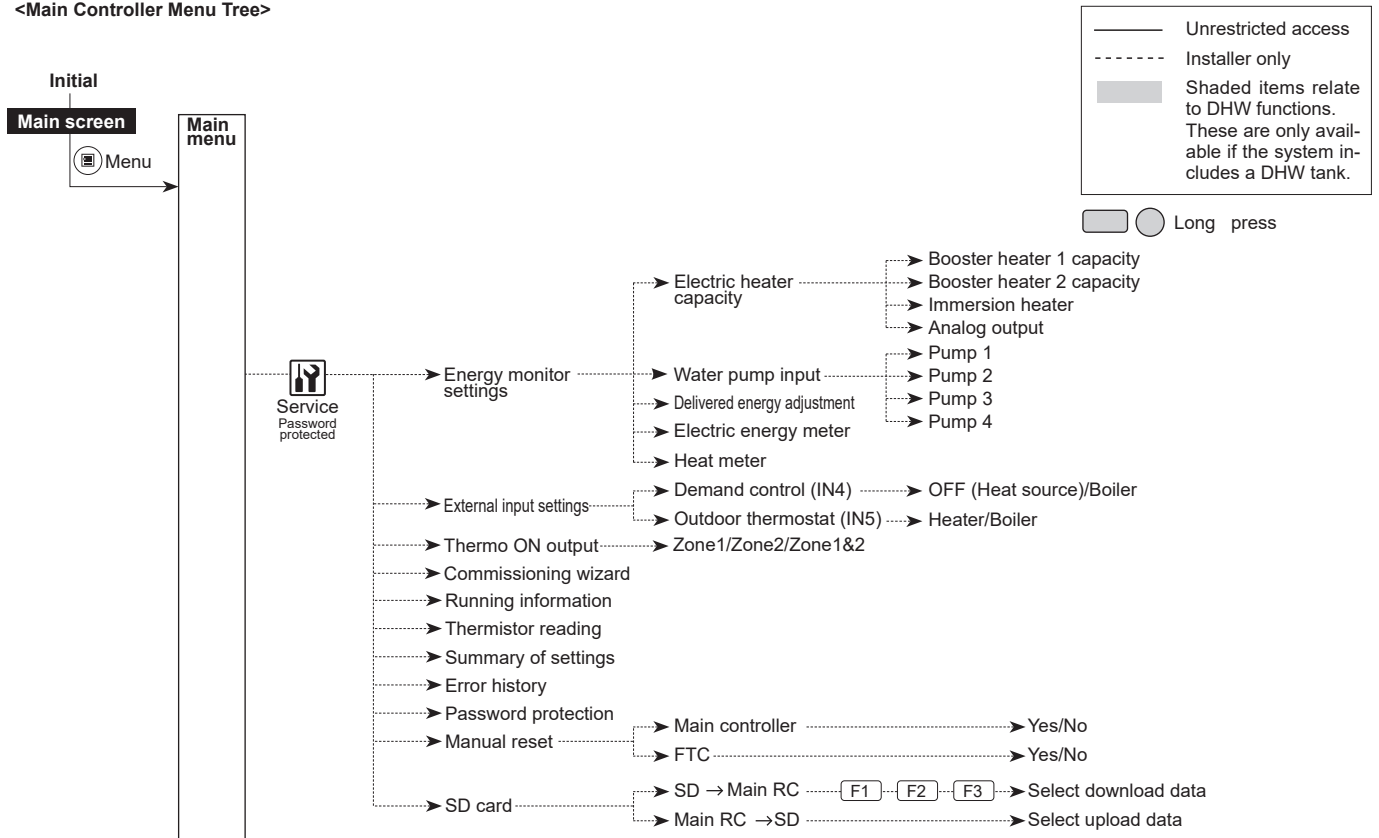 <Main Controller Menu Tree>
Unrestricted access
Installer only
Shaded items relate
to DHW functions.
These are only avail-
able if the system in-
cludes a DHW tank.
Long press
Initial
Main screen
Menu
Main
menu
Service
Password
protected
Energy monitor
settings
Electric heater
capacity
Booster heater 1 capacity
Booster heater 2 capacity
Immersion heater
Analog output
Water pump input
Pump 1
Pump 2
Pump 3
Pump 4
Delivered energy adjustment
Electric energy meter
Heat meter
External input settings
Demand control (IN4)
OFF (Heat source)/Boiler
Outdoor thermostat (IN5)
Heater/Boiler
Thermo ON output
Zone1/Zone2/Zone1&2
Commissioning wizard
Running information
Thermistor reading
Summary of settings
Error history
Password protection
Manual reset
Main controller
Yes/No
FTC
Yes/No
SD card
SD → Main RC
F1
F2
F3
Select download data
Main RC → SD
Select upload data